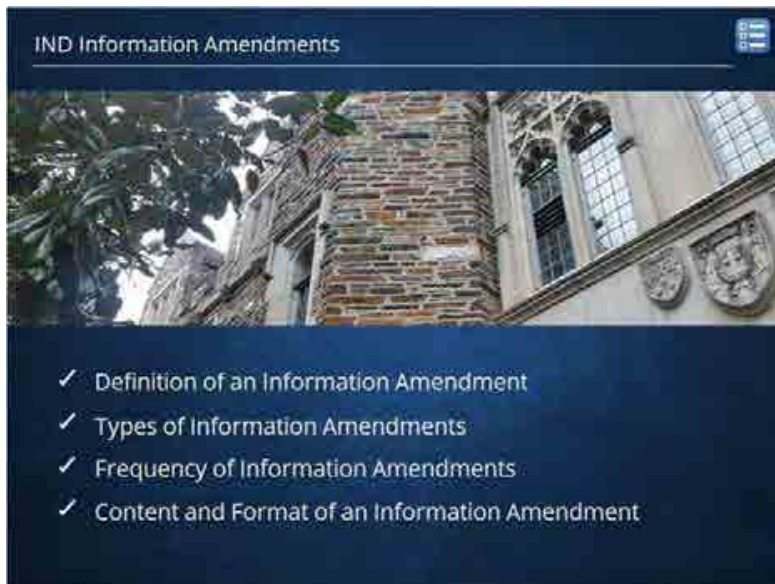 IND Information Amendments
✓ Definition of an Information Amendment
✓ Types of Information Amendments
✓ Frequency of Information Amendments
✓ Content and Format of an Information Amendment